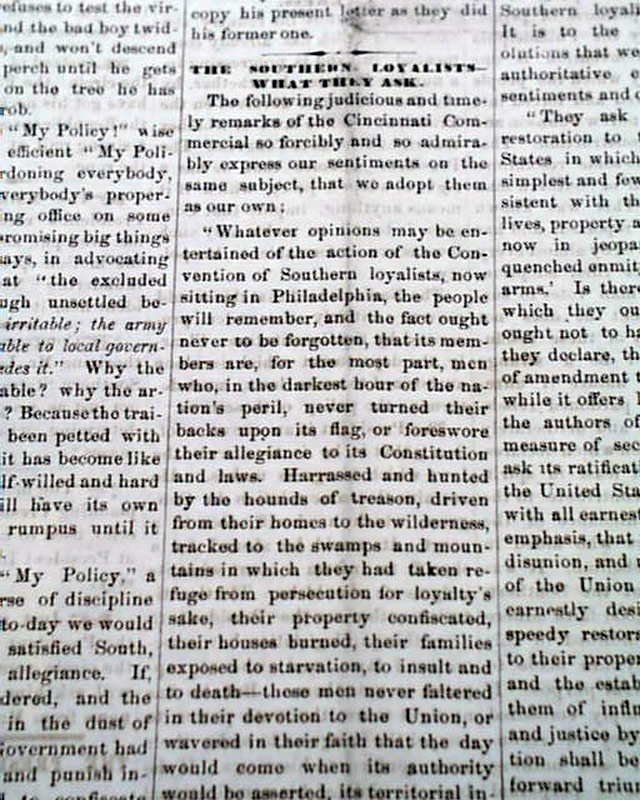 efuses to test the vir-
nd the bad boy twid-
, and won't descend
perch until he gets
on the tree he has
rob.
"My Policy!" wise
efficient "My Poli-
rdoning everybody,
verybody's proper-
ng office on some
romising big things
ays, in advocating
at "the excluded
ugh unsettled be-
irritable; the army
able to local govern-
edes it." Why the
able? why the ar-
? Because the trai-
been petted with
it has become like
lf-willed and hard
ill have its own
rumpus until it
"My Policy," a
rse of discipline
to-day we would
satisfied South,
allegiance. If,
dered, and the
in the dust of
Government had
and punish in-
to confiscate
copy his present letter as they did
his former one.
THE SOUTHERN LOYALISTS—
WHAT THEY ASK.
The following judicious and time-
ly remarks of the Cincinnati Com-
mercial so forcibly and so admira-
bly express our sentiments on the
same subject, that we adopt them
as our own:
"Whatever opinions may be en-
tertained of the action of the Con-
vention of Southern loyalists, now
sitting in Philadelphia, the people
will remember, and the fact ought
never to be forgotten, that its mem-
bers are, for the most part, men
who, in the darkest hour of the na-
tion's peril, never turned their
backs upon its flag, or foreswore
their allegiance to its Constitution
and laws. Harrassed and hunted
by the hounds of treason, driven
from their homes to the wilderness,
tracked to the swamps and moun-
tains in which they had taken re-
fuge from persecution for loyalty's
sake, their property confiscated,
their houses burned, their families
exposed to starvation, to insult and
to death—these men never faltered
in their devotion to the Union, or
wavered in their faith that the day
would come when its authority
would be asserted, its territorial in-
Southern loyal
It is to the
olutions that we
authoritative e
sentiments and
"They ask
restoration to
States in which
simplest and few
sistent with th
lives, property a
now in jeopa
quenched enmit
arms.' Is there
which they ou
ought not to ha
they declare, th
of amendment t
while it offers
the authors of
measure of sec
ask its ratificat
the United Sta
with all earnest
emphasis, that
disunion, and
of the Union
earnestly desi
speedy restora
to their proper
and the estab
them of influ
and justice by
tion shall be
forward triu